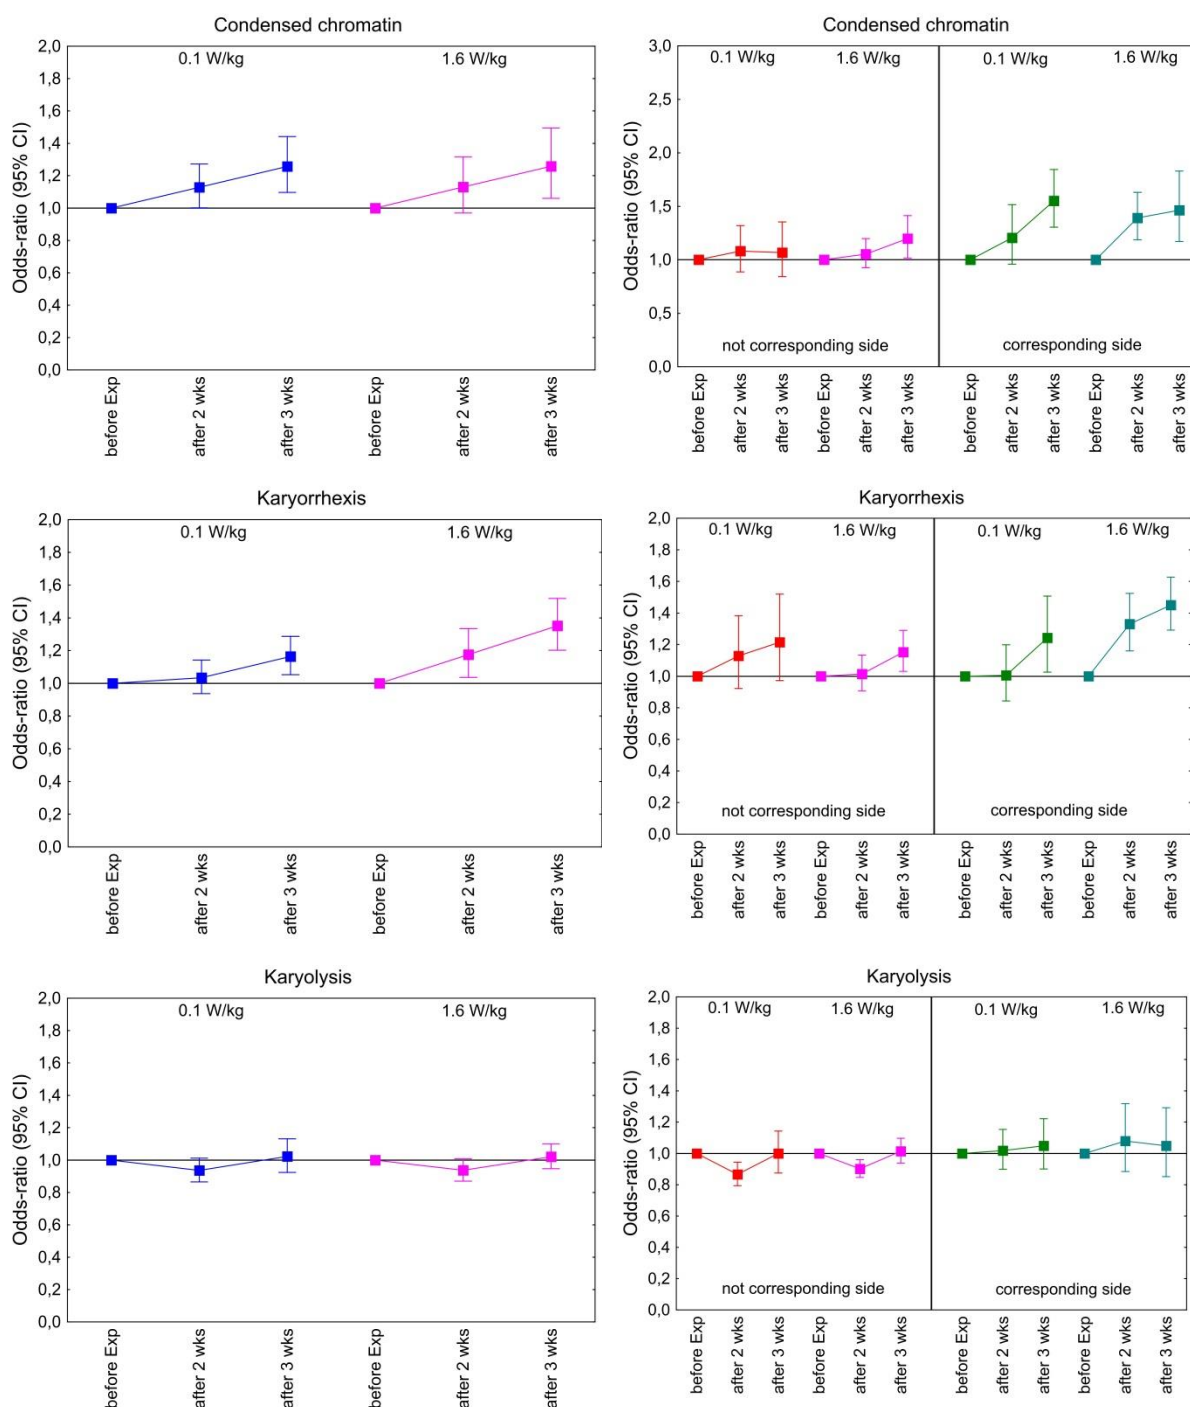 Condensed chromatin
0.1 W/kg 1.6 W/kg
Odds-ratio (95% CI)
2,0
1,8
1,6
1,4
1,2
1,0
0,8
0,6
0,4
0,2
0,0
before Exp
after 2 wks
after 3 wks
before Exp
after 2 wks
after 3 wks
Condensed chromatin
0.1 W/kg 1.6 W/kg 0.1 W/kg 1.6 W/kg
Odds-ratio (95% CI)
3,0
2,5
2,0
1,5
1,0
0,5
0,0
not corresponding side corresponding side
before Exp
after 2 wks
after 3 wks
before Exp
after 2 wks
after 3 wks
before Exp
after 2 wks
after 3 wks
before Exp
after 2 wks
after 3 wks
Karyorrhexis
0.1 W/kg 1.6 W/kg
Odds-ratio (95% CI)
2,0
1,8
1,6
1,4
1,2
1,0
0,8
0,6
0,4
0,2
0,0
before Exp
after 2 wks
after 3 wks
before Exp
after 2 wks
after 3 wks
Karyorrhexis
0.1 W/kg 1.6 W/kg 0.1 W/kg 1.6 W/kg
Odds-ratio (95% CI)
2,0
1,8
1,6
1,4
1,2
1,0
0,8
0,6
0,4
0,2
0,0
not corresponding side corresponding side
before Exp
after 2 wks
after 3 wks
before Exp
after 2 wks
after 3 wks
before Exp
after 2 wks
after 3 wks
before Exp
after 2 wks
after 3 wks
Karyolysis
0.1 W/kg 1.6 W/kg
Odds-ratio (95% CI)
2,0
1,8
1,6
1,4
1,2
1,0
0,8
0,6
0,4
0,2
0,0
before Exp
after 2 wks
after 3 wks
before Exp
after 2 wks
after 3 wks
Karyolysis
0.1 W/kg 1.6 W/kg 0.1 W/kg 1.6 W/kg
Odds-ratio (95% CI)
2,0
1,8
1,6
1,4
1,2
1,0
0,8
0,6
0,4
0,2
0,0
not corresponding side corresponding side
before Exp
after 2 wks
after 3 wks
before Exp
after 2 wks
after 3 wks
before Exp
after 2 wks
after 3 wks
before Exp
after 2 wks
after 3 wks